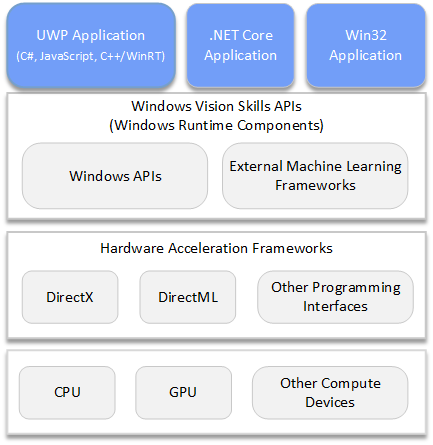 UWP Application
(C#, JavaScript, C++/WinRT)
.NET Core
Application
Win32
Application
Windows Vision Skills APIs
(Windows Runtime Components)
Windows APIs
External Machine Learning
Frameworks
Hardware Acceleration Frameworks
DirectX
DirectML
Other Programming
Interfaces
CPU
GPU
Other Compute
Devices